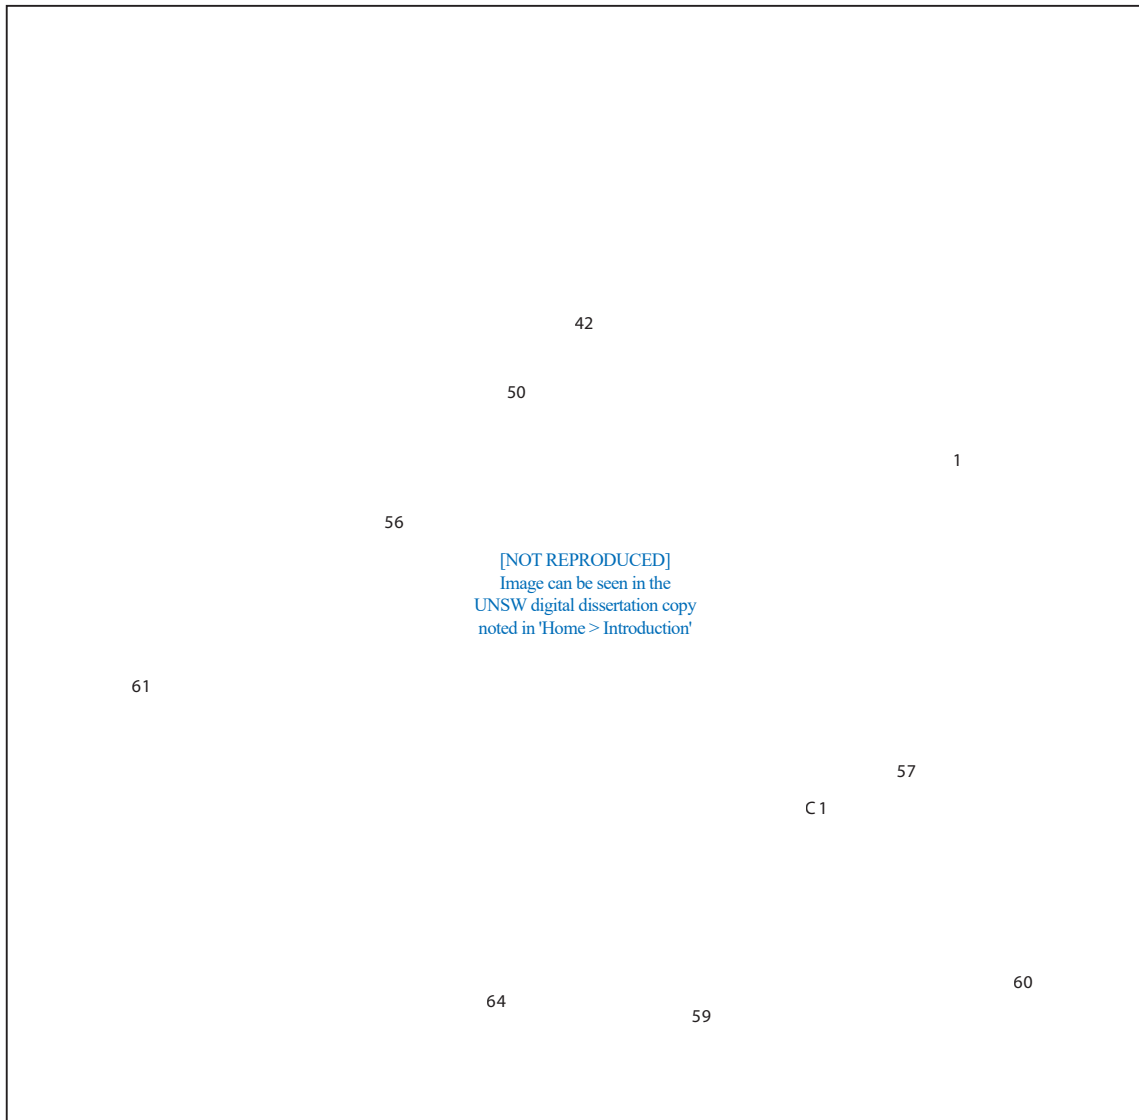 42
50
1
56
[NOT REPRODUCED]
Image can be seen in the
UNSW digital dissertation copy
noted in 'Home > Introduction'
61
57
C 1
60
64
59